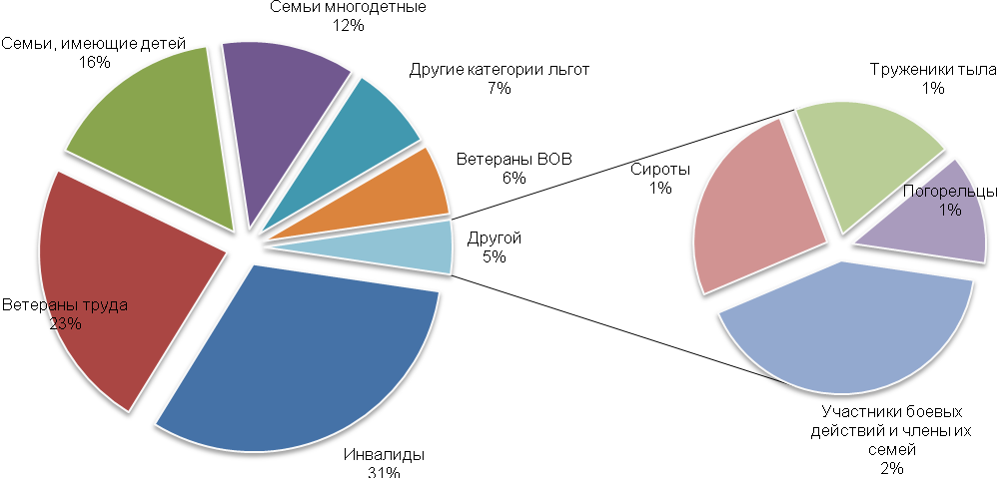 Семьи многодетные
12%
Семьи, имеющие детей
16%
Другие категории льгот
7%
Ветераны ВОВ
6%
Другой
5%
Ветераны труда
23%
Инвалиды
31%
Труженики тыла
1%
Сироты
1%
Погорельцы
1%
Участники боевых
действий и члены их
семей
2%